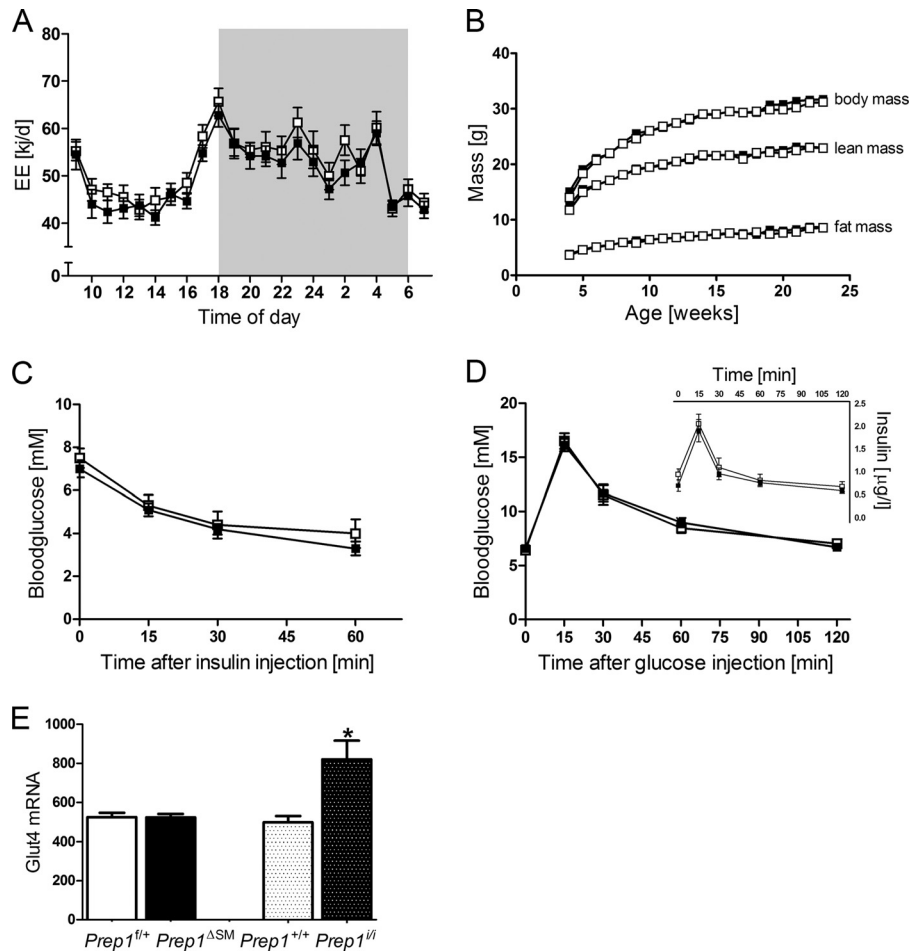 A
EE [kj/d]
80
70
60
50
40
0
10 12 14 16 18 20 22 24 2 4 6
Time of day
B
Mass [g]
40
30
20
10
0
body mass
lean mass
fat mass
0 5 10 15 20 25
Age [weeks]
C
Bloodglucose [mM]
10
8
6
4
2
0
0 15 30 45 60
Time after insulin injection [min]
D
Bloodglucose [mM]
20
15
10
5
0
0 15 30 45 60 75 90 105 120
Time after glucose injection [min]
Time [min]
0 15 30 45 60 75 90 105 120
2.5
2.0
1.5
1.0
0.5
0.0
Insulin [μg/l]
E
Glut4 mRNA
1000
800
600
400
200
0
*
Prep1f/+ Prep1ΔSM Prep1+/+ Prep1i/i